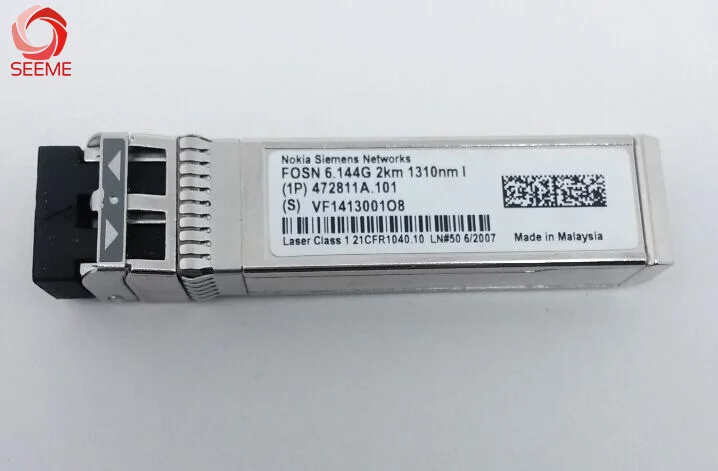 SEEME
Nokia Siemens Networks
FOSN 6.144G 2km 1310nm I
(1P) 472811A.101
(S) VF1413001O8
Laser Class 1 21CFR1040.10 LN#50 6/2007
Made in Malaysia